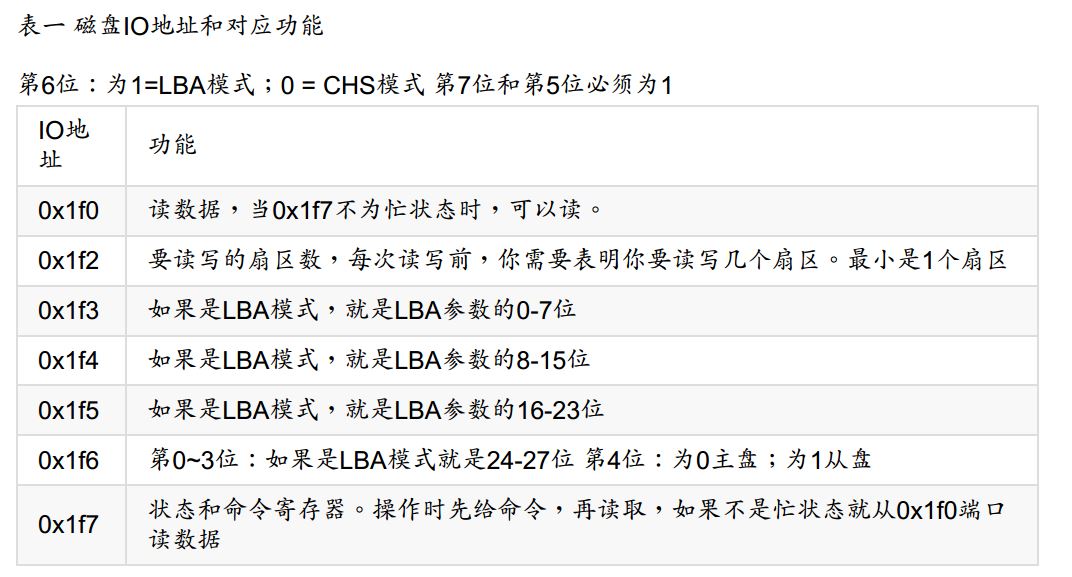 表一 磁盘IO地址和对应功能
第6位：为1=LBA模式；0 = CHS模式 第7位和第5位必须为1
IO地
址
功能
0x1f0
读数据，当0x1f7不为忙状态时，可以读。
0x1f2
要读写的扇区数，每次读写前，你需要表明你要读写几个扇区。最小是1个扇区
0x1f3
如果是LBA模式，就是LBA参数的0-7位
0x1f4
如果是LBA模式，就是LBA参数的8-15位
0x1f5
如果是LBA模式，就是LBA参数的16-23位
0x1f6
第0~3位：如果是LBA模式就是24-27位 第4位：为0主盘；为1从盘
0x1f7
状态和命令寄存器。操作时先给命令，再读取，如果不是忙状态就从0x1f0端口
读数据